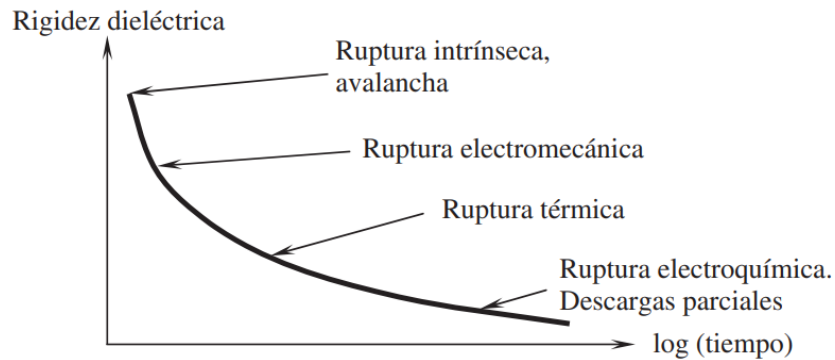 Rigidez dieléctrica
Ruptura intrínseca,
avalancha
Ruptura electromecánica
Ruptura térmica
Ruptura electroquímica.
Descargas parciales
log (tiempo)